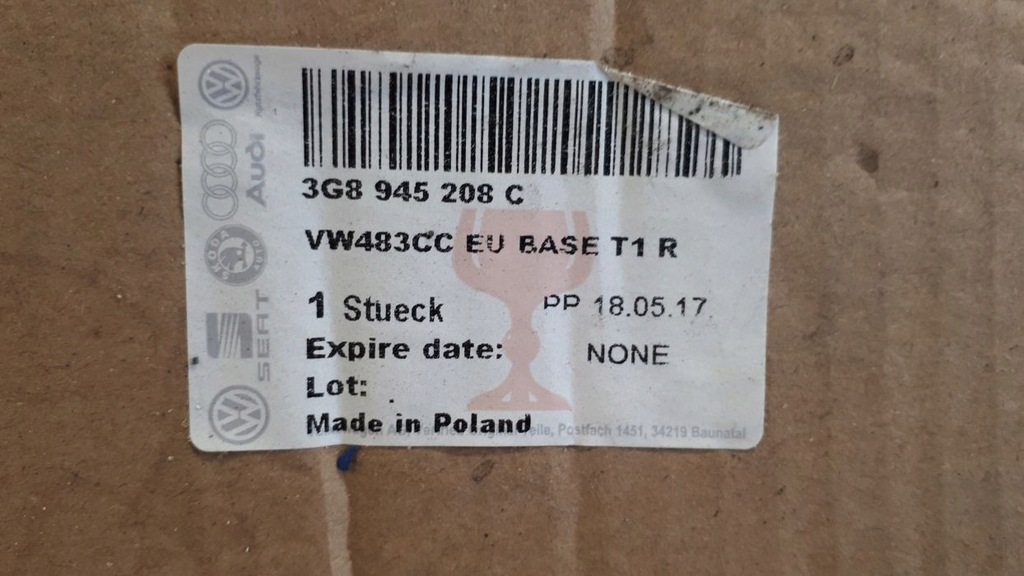 3G8 945 208 C
VW483CC EU BASE T1 R
1 Stueck PP 18.05.17
Expire date: NONE
Lot:
Made in Poland
Postfach 1451, 34219 Baunatal
Audi
SKODA
SEAT